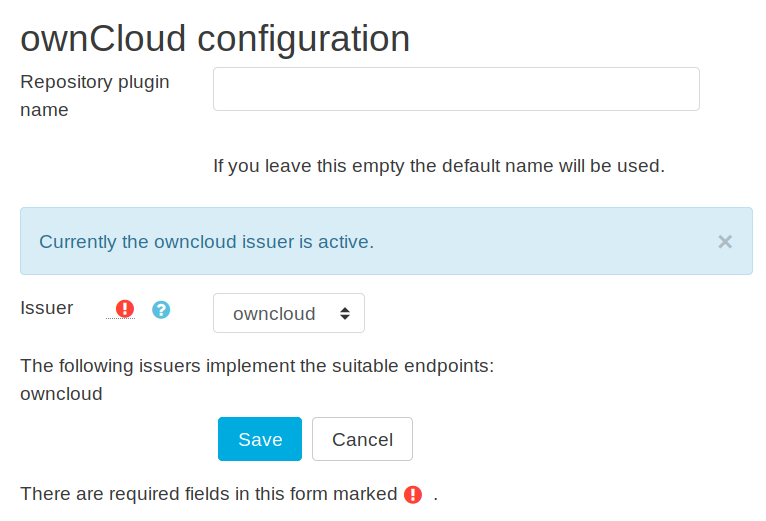 ownCloud configuration
Repository plugin
name
If you leave this empty the default name will be used.
Currently the owncloud issuer is active.
×
Issuer
owncloud
The following issuers implement the suitable endpoints:
owncloud
Save Cancel
There are required fields in this form marked .